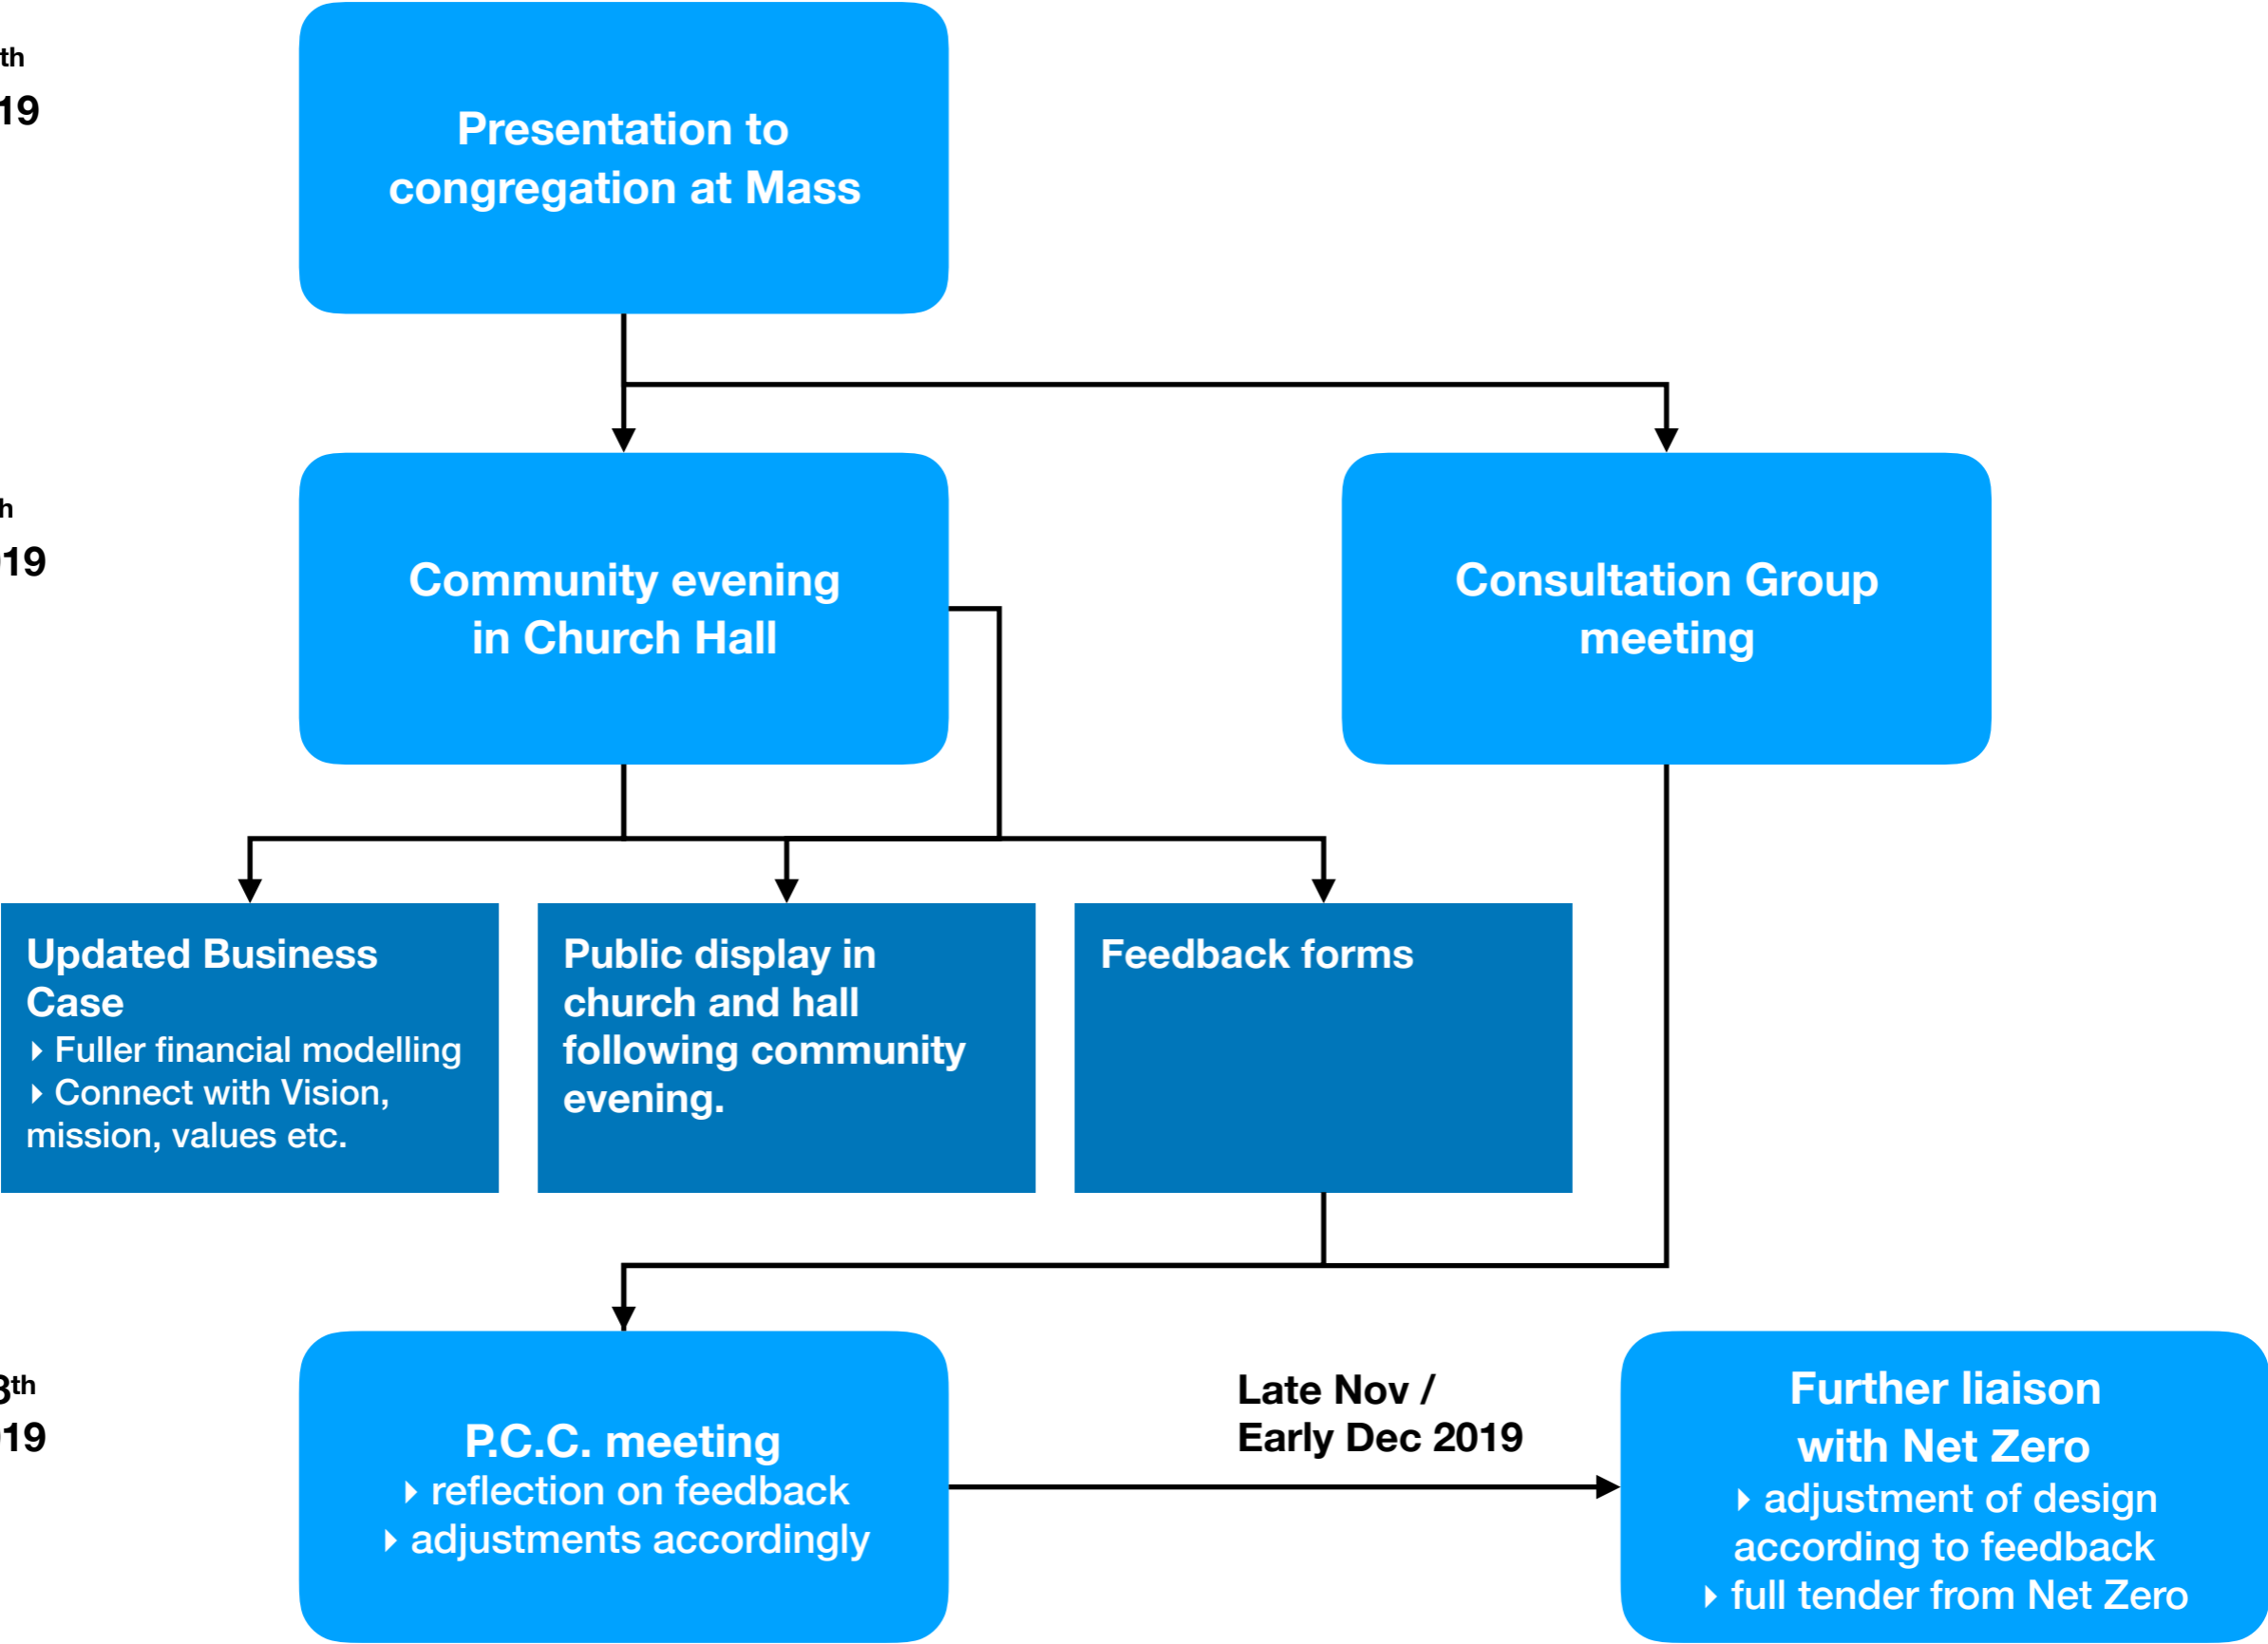 th
19
Presentation to
congregation at Mass
h
019
Community evening
in Church Hall
Consultation Group
meeting
Updated Business
Case
▸ Fuller financial modelling
▸ Connect with Vision,
mission, values etc.
Public display in
church and hall
following community
evening.
Feedback forms
th
019
P.C.C. meeting
▸ reflection on feedback
▸ adjustments accordingly
Late Nov /
Early Dec 2019
Further liaison
with Net Zero
▸ adjustment of design
according to feedback
▸ full tender from Net Zero